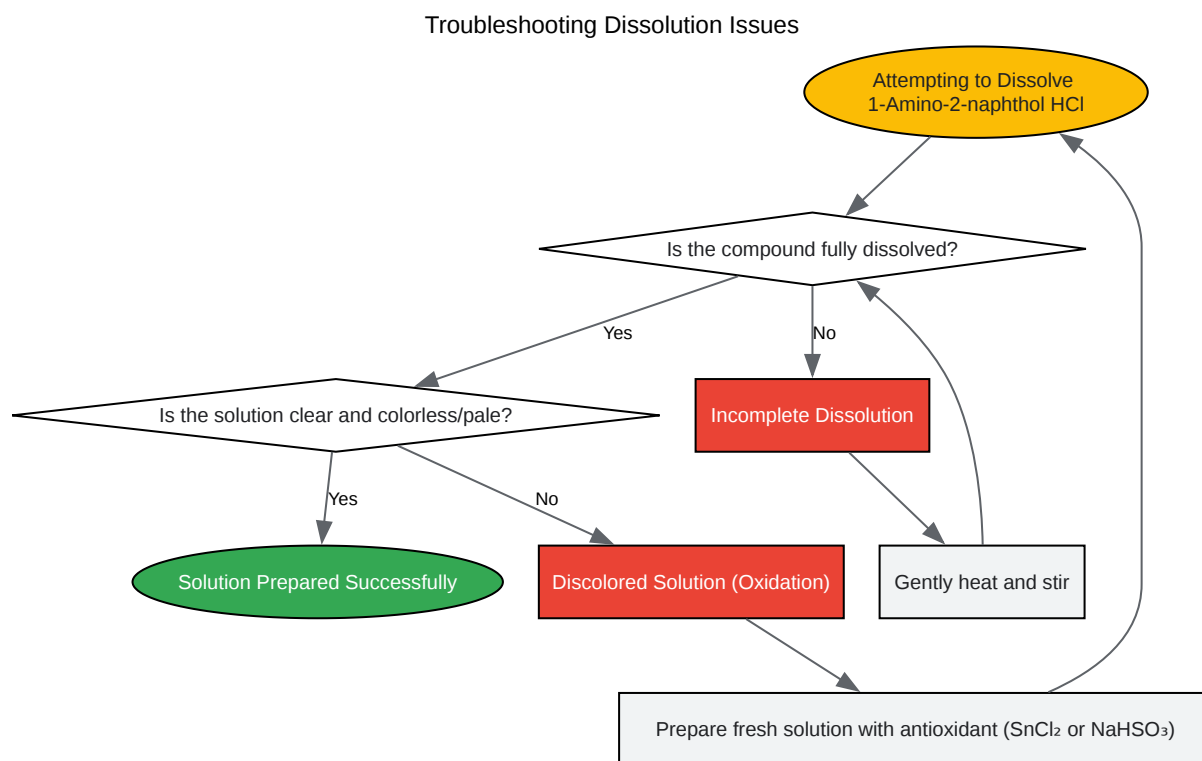 Troubleshooting Dissolution Issues
Attempting to Dissolve
1-Amino-2-naphthol HCl
Is the compound fully dissolved?
Yes
No
Is the solution clear and colorless/pale?
Incomplete Dissolution
Yes
No
Solution Prepared Successfully
Discolored Solution (Oxidation)
Gently heat and stir
Prepare fresh solution with antioxidant (SnCl₂ or NaHSO₃)